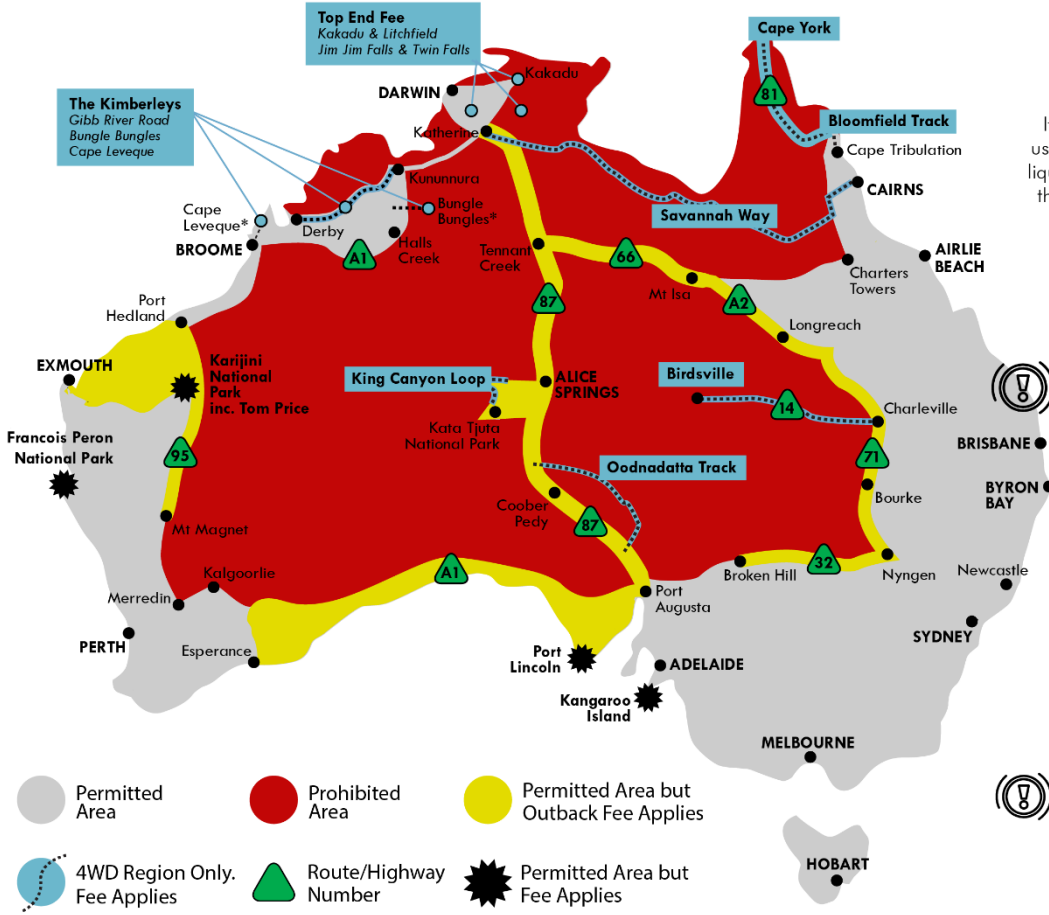 Top End Fee
Kakadu & Litchfield
Jim Jim Falls & Twin Falls
Cape York
The Kimberleys
Gibb River Road
Bungle Bungles
Cape Leveque
DARWIN
Kakadu
81
Bloomfield Track
Katherine
Cape Tribulation
us
liqu
th
Kununnura
CAIRNS
Cape
Leveque*
Bungle
Bungles*
Savannah Way
Derby
BROOME
Halls
Creek
A1
Tennant
Creek
66
AIRLIE
BEACH
Charters
Towers
Mt Isa
87
A2
Port
Hedland
Longreach
EXMOUTH
Karijini
National
Park
inc. Tom Price
King Canyon Loop
ALICE
SPRINGS
Birdsville
14
Charleville
Kata Tjuta
National Park
Francois Peron
National Park
95
71
BRISBANE
Oodnadatta Track
Bourke
BYRON
BAY
Coober
Pedy
87
Mt Magnet
A1
Broken Hill
32
Nyngen
Kalgoorlie
Newcastle
Merredin
Port
Augusta
PERTH
SYDNEY
Esperance
Port
Lincoln
ADELAIDE
Kangaroo
Island
MELBOURNE
Permitted
Area
Prohibited
Area
Permitted Area but
Outback Fee Applies
HOBART
4WD Region Only.
Fee Applies
Route/Highway
Number
Permitted Area but
Fee Applies